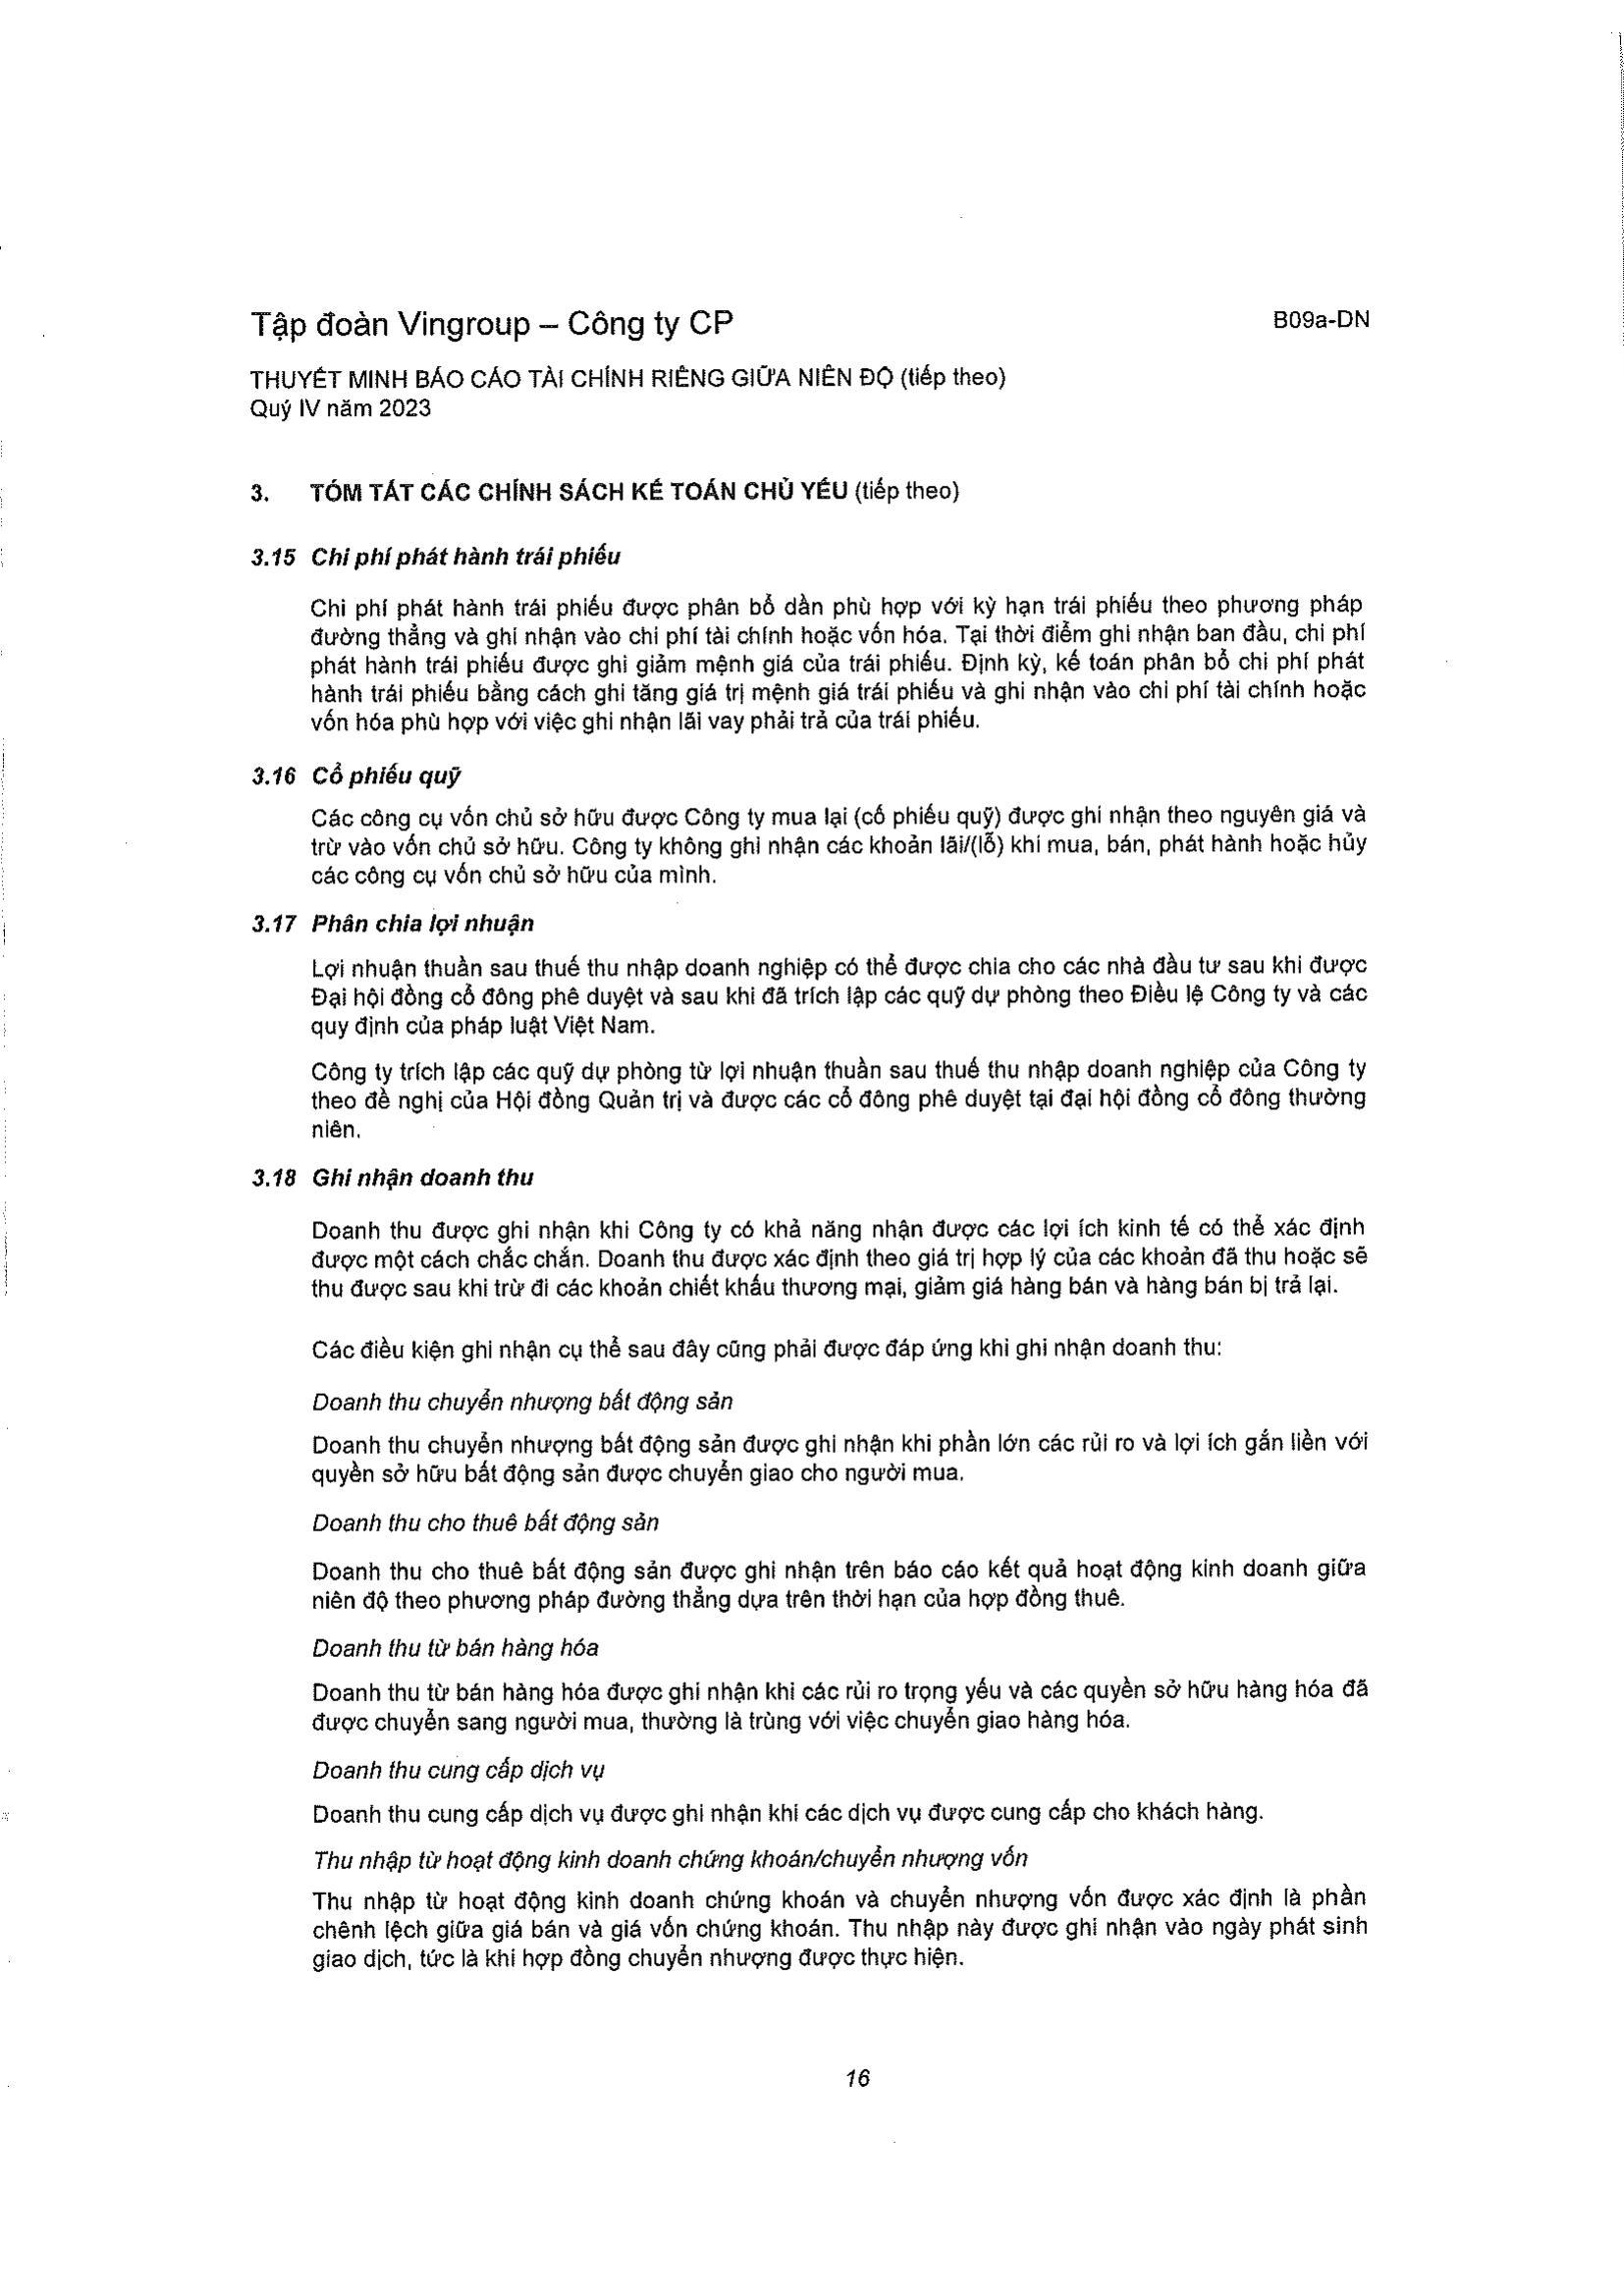 Tập đoàn Vingroup – Công ty CP
B09a-DN
THUYẾT MINH BÁO CÁO TÀI CHÍNH RIÊNG GIỮA NIÊN ĐỘ (tiếp theo)
Quý IV năm 2023
3. TÓM TẮT CÁC CHÍNH SÁCH KẾ TOÁN CHỦ YẾU (tiếp theo)
3.15 Chi phí phát hành trái phiếu
Chi phí phát hành trái phiếu được phân bổ dần phù hợp với kỳ hạn trái phiếu theo phương pháp
đường thẳng và ghi nhận vào chi phí tài chính hoặc vốn hóa. Tại thời điểm ghi nhận ban đầu, chi phí
phát hành trái phiếu được ghi giảm mệnh giá của trái phiếu. Định kỳ, kế toán phân bổ chi phí phát
hành trái phiếu bằng cách ghi tăng giá trị mệnh giá trái phiếu và ghi nhận vào chi phí tài chính hoặc
vốn hóa phù hợp với việc ghi nhận lãi vay phải trả của trái phiếu.
3.16 Cổ phiếu quỹ
Các công cụ vốn chủ sở hữu được Công ty mua lại (cổ phiếu quỹ) được ghi nhận theo nguyên giá và
trừ vào vốn chủ sở hữu. Công ty không ghi nhận các khoản lãi/(lỗ) khi mua, bán, phát hành hoặc hủy
các công cụ vốn chủ sở hữu của mình.
3.17 Phân chia lợi nhuận
Lợi nhuận thuần sau thuế thu nhập doanh nghiệp có thể được chia cho các nhà đầu tư sau khi được
Đại hội đồng cổ đông phê duyệt và sau khi đã trích lập các quỹ dự phòng theo Điều lệ Công ty và các
quy định của pháp luật Việt Nam.
Công ty trích lập các quỹ dự phòng từ lợi nhuận thuần sau thuế thu nhập doanh nghiệp của Công ty
theo đề nghị của Hội đồng Quản trị và được các cổ đông phê duyệt tại đại hội đồng cổ đông thường
niên.
3.18 Ghi nhận doanh thu
Doanh thu được ghi nhận khi Công ty có khả năng nhận được các lợi ích kinh tế có thể xác định
được một cách chắc chắn. Doanh thu được xác định theo giá trị hợp lý của các khoản đã thu hoặc sẽ
thu được sau khi trừ đi các khoản chiết khấu thương mại, giảm giá hàng bán và hàng bán bị trả lại.
Các điều kiện ghi nhận cụ thể sau đây cũng phải được đáp ứng khi ghi nhận doanh thu:
Doanh thu chuyển nhượng bất động sản
Doanh thu chuyển nhượng bất động sản được ghi nhận khi phần lớn các rủi ro và lợi ích gắn liền với
quyền sở hữu bất động sản được chuyển giao cho người mua.
Doanh thu cho thuê bất động sản
Doanh thu cho thuê bất động sản được ghi nhận trên báo cáo kết quả hoạt động kinh doanh giữa
niên độ theo phương pháp đường thẳng dựa trên thời hạn của hợp đồng thuê.
Doanh thu từ bán hàng hóa
Doanh thu từ bán hàng hóa được ghi nhận khi các rủi ro trọng yếu và các quyền sở hữu hàng hóa đã
được chuyển sang người mua, thường là trùng với việc chuyển giao hàng hóa.
Doanh thu cung cấp dịch vụ
Doanh thu cung cấp dịch vụ được ghi nhận khi các dịch vụ được cung cấp cho khách hàng.
Thu nhập từ hoạt động kinh doanh chứng khoán/chuyển nhượng vốn
Thu nhập từ hoạt động kinh doanh chứng khoán và chuyển nhượng vốn được xác định là phần
chênh lệch giữa giá bán và giá vốn chứng khoán. Thu nhập này được ghi nhận vào ngày phát sinh
giao dịch, tức là khi hợp đồng chuyển nhượng được thực hiện.
16